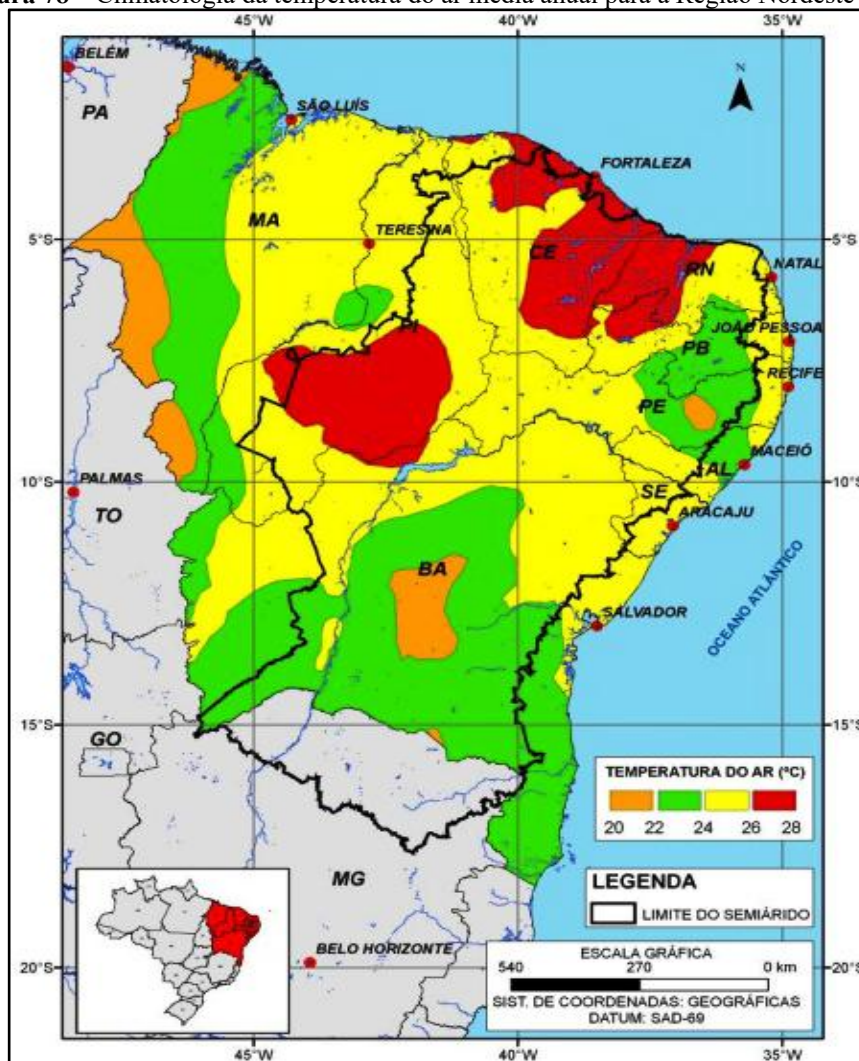 78 – Climatologia da temperatura do ar média anual para a Região Nordeste
45°W 40°W 35°W
BELÉM
PA
SÃO LUÍS
N
FORTALEZA
MA
TERESINA
5°S 5°S
CE
RN
NATAL
PI
JOÃO PESSOA
PB
RECIFE
PE
MACEIÓ
AL
10°S 10°S
PALMAS
TO
SE
ARACAJU
BA
SALVADOR
OCEANO ATLÂNTICO
15°S 15°S
GO
TEMPERATURA DO AR (ºC)
20 22 24 26 28
MG
LEGENDA
LIMITE DO SEMIÁRIDO
BELO HORIZONTE
ESCALA GRÁFICA
540 270 0 km
20°S 20°S
SIST. DE COORDENADAS: GEOGRÁFICAS
DATUM: SAD-69
45°W 40°W 35°W